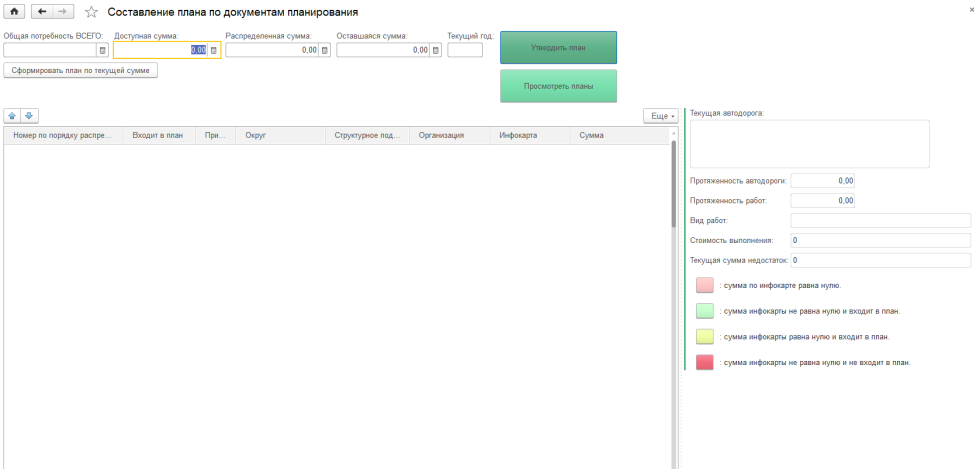 Составление плана по документам планирования
Общая потребность ВСЕГО: Доступная сумма: Распределенная сумма: Оставшаяся сумма: Текущий год:
0,00 0,00 0,00
Утвердить план
Сформировать план по текущей сумме
Просмотреть планы
Еще
Номер по порядку распре... Входит в план При... Округ Структурное под... Организация Инфокарта Сумма
Текущая автодорога:
Протяженность автодороги: 0,00
Протяженность работ: 0,00
Вид работ:
Стоимость выполнения: 0
Текущая сумма недостаток: 0
: сумма по инфокарте равна нулю.
: сумма инфокарты не равна нулю и входит в план.
: сумма инфокарты равна нулю и входит в план.
: сумма инфокарты не равна нулю и не входит в план.